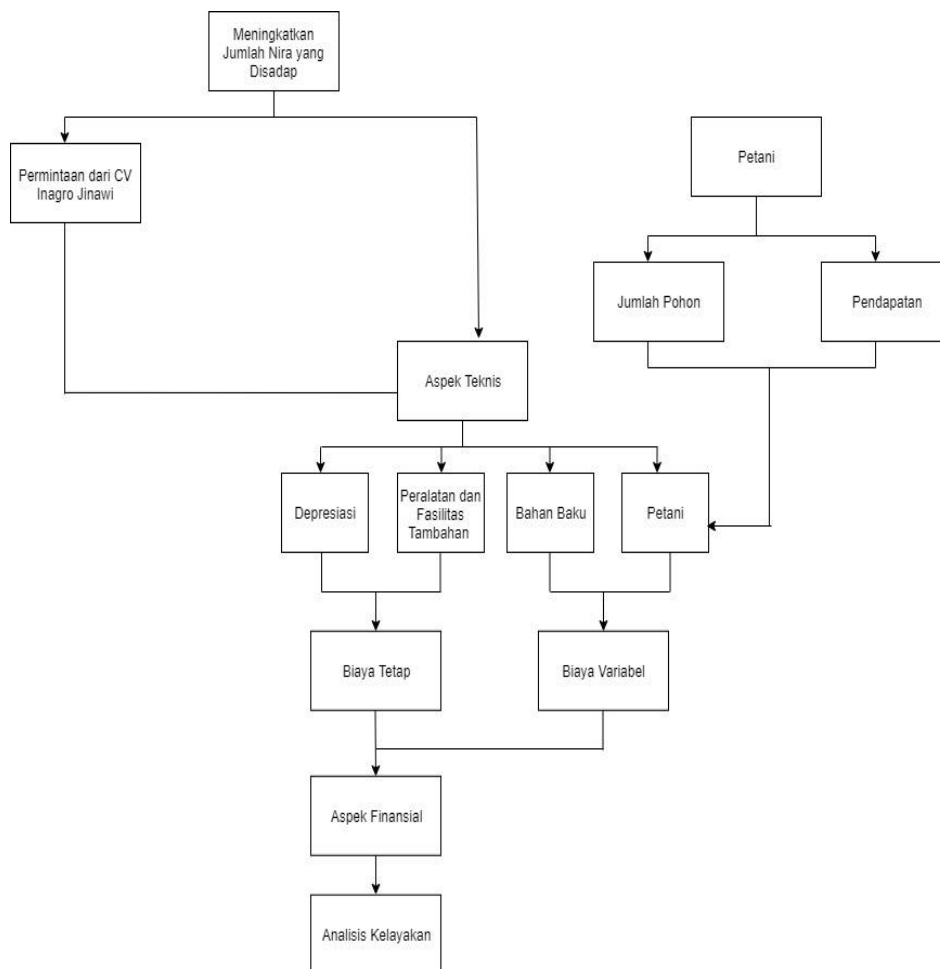 Meningkatkan
Jumlah Nira yang
Disadap
Permintaan dari CV
Inagro Jinawi
Petani
Jumlah Pohon
Pendapatan
Aspek Teknis
Depresiasi
Peralatan dan
Fasilitas
Tambahan
Bahan Baku
Petani
Biaya Tetap
Biaya Variabel
Aspek Finansial
Analisis Kelayakan